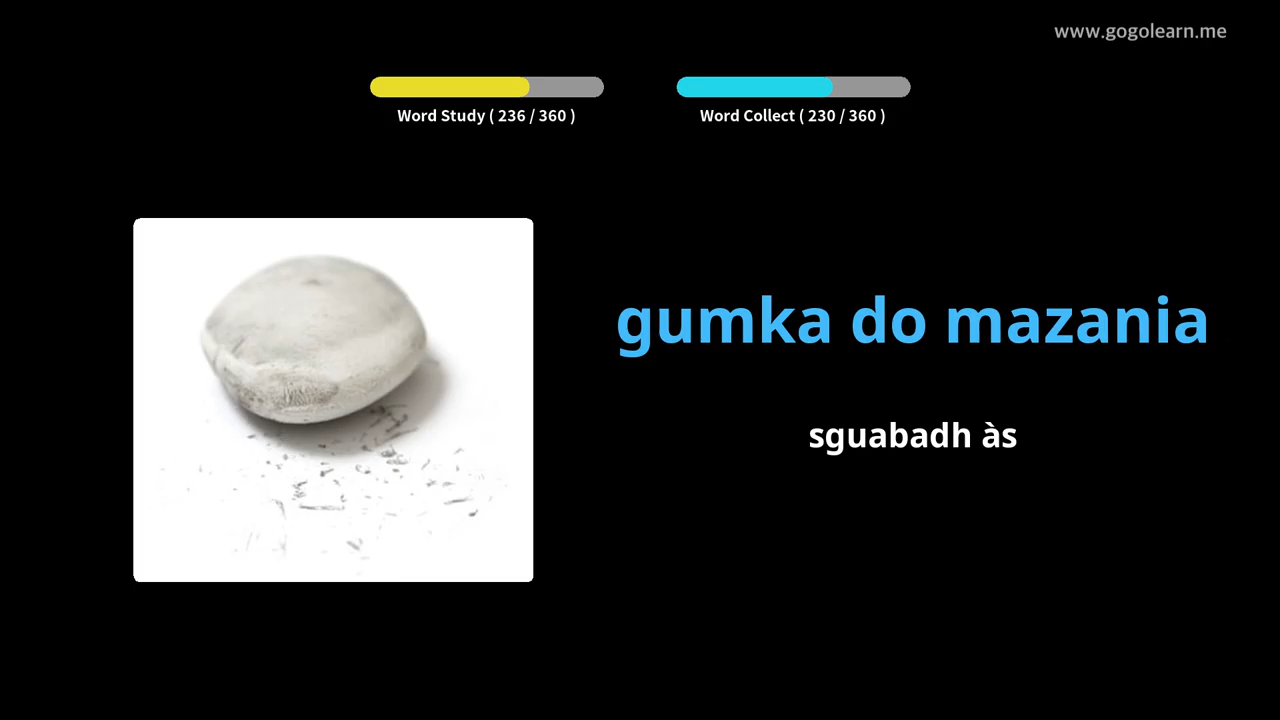 www.gogolearn.me
Word Study ( 236 / 360 )
Word Collect ( 230 / 360 )
gumka do mazania
sguabadh às